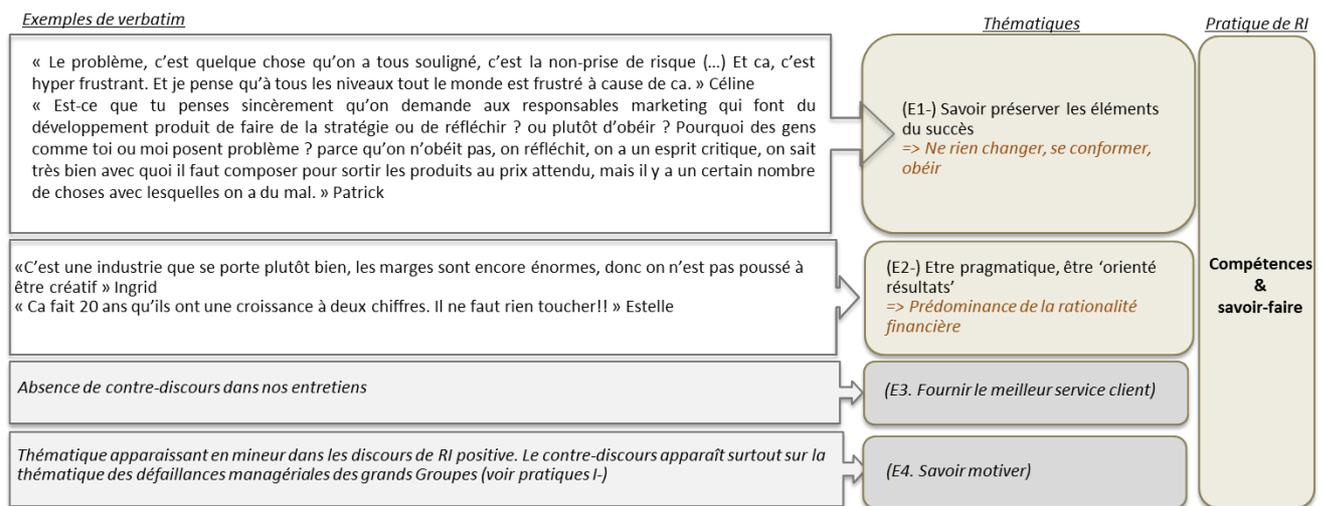 Exemples de verbatim
Thématiques
Pratique de RI
« Le problème, c’est quelque chose qu’on a tous souligné, c’est la non-prise de risque (…) Et ca, c’est
hyper frustrant. Et je pense qu’à tous les niveaux tout le monde est frustré à cause de ca. » Céline
« Est-ce que tu penses sincèrement qu’on demande aux responsables marketing qui font du
développement produit de faire de la stratégie ou de réfléchir ? ou plutôt d’obéir ? Pourquoi des gens
comme toi ou moi posent problème ? parce qu’on n’obéit pas, on réfléchit, on a un esprit critique, on sait
très bien avec quoi il faut composer pour sortir les produits au prix attendu, mais il y a un certain nombre
de choses avec lesquelles on a du mal. » Patrick
(E1-) Savoir préserver les éléments
du succès
=> Ne rien changer, se conformer,
obéir
«C’est une industrie que se porte plutôt bien, les marges sont encore énormes, donc on n’est pas poussé à
être créatif » Ingrid
« Ca fait 20 ans qu’ils ont une croissance à deux chiffres. Il ne faut rien toucher!! » Estelle
(E2-) Etre pragmatique, être ‘orienté
résultats’
=> Prédominance de la rationalité
financière
Compétences
&
savoir-faire
Absence de contre-discours dans nos entretiens
(E3. Fournir le meilleur service client)
Thématique apparaissant en mineur dans les discours de RI positive. Le contre-discours apparaît surtout sur la
thématique des défaillances managériales des grands Groupes (voir pratiques I-)
(E4. Savoir motiver)